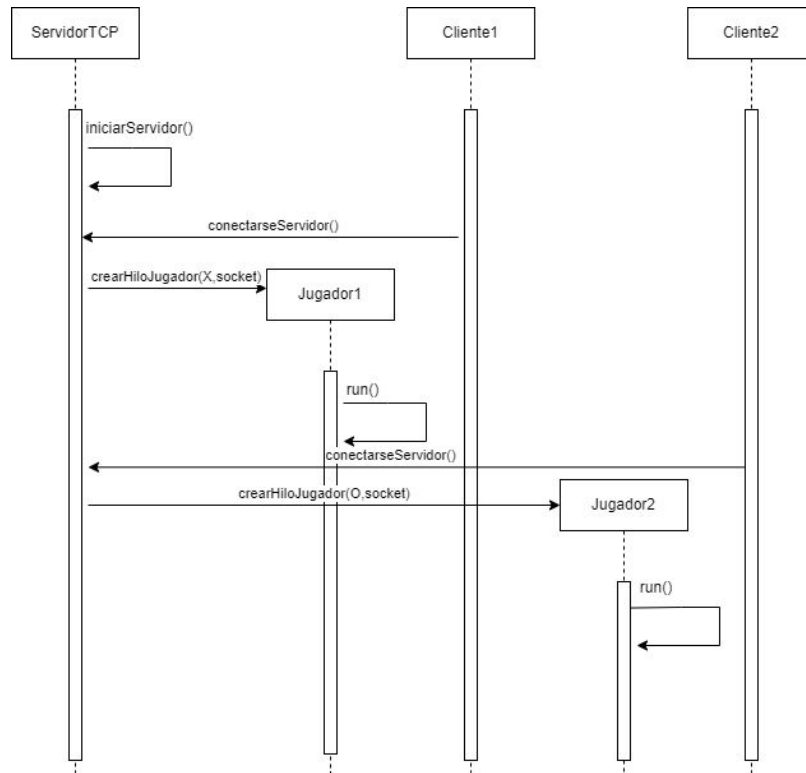 ServidorTCP
Cliente1
Cliente2
iniciarServidor()
conectarseServidor()
crearHiloJugador(X,socket)
Jugador1
run()
conectarseServidor()
crearHiloJugador(O,socket)
Jugador2
run()